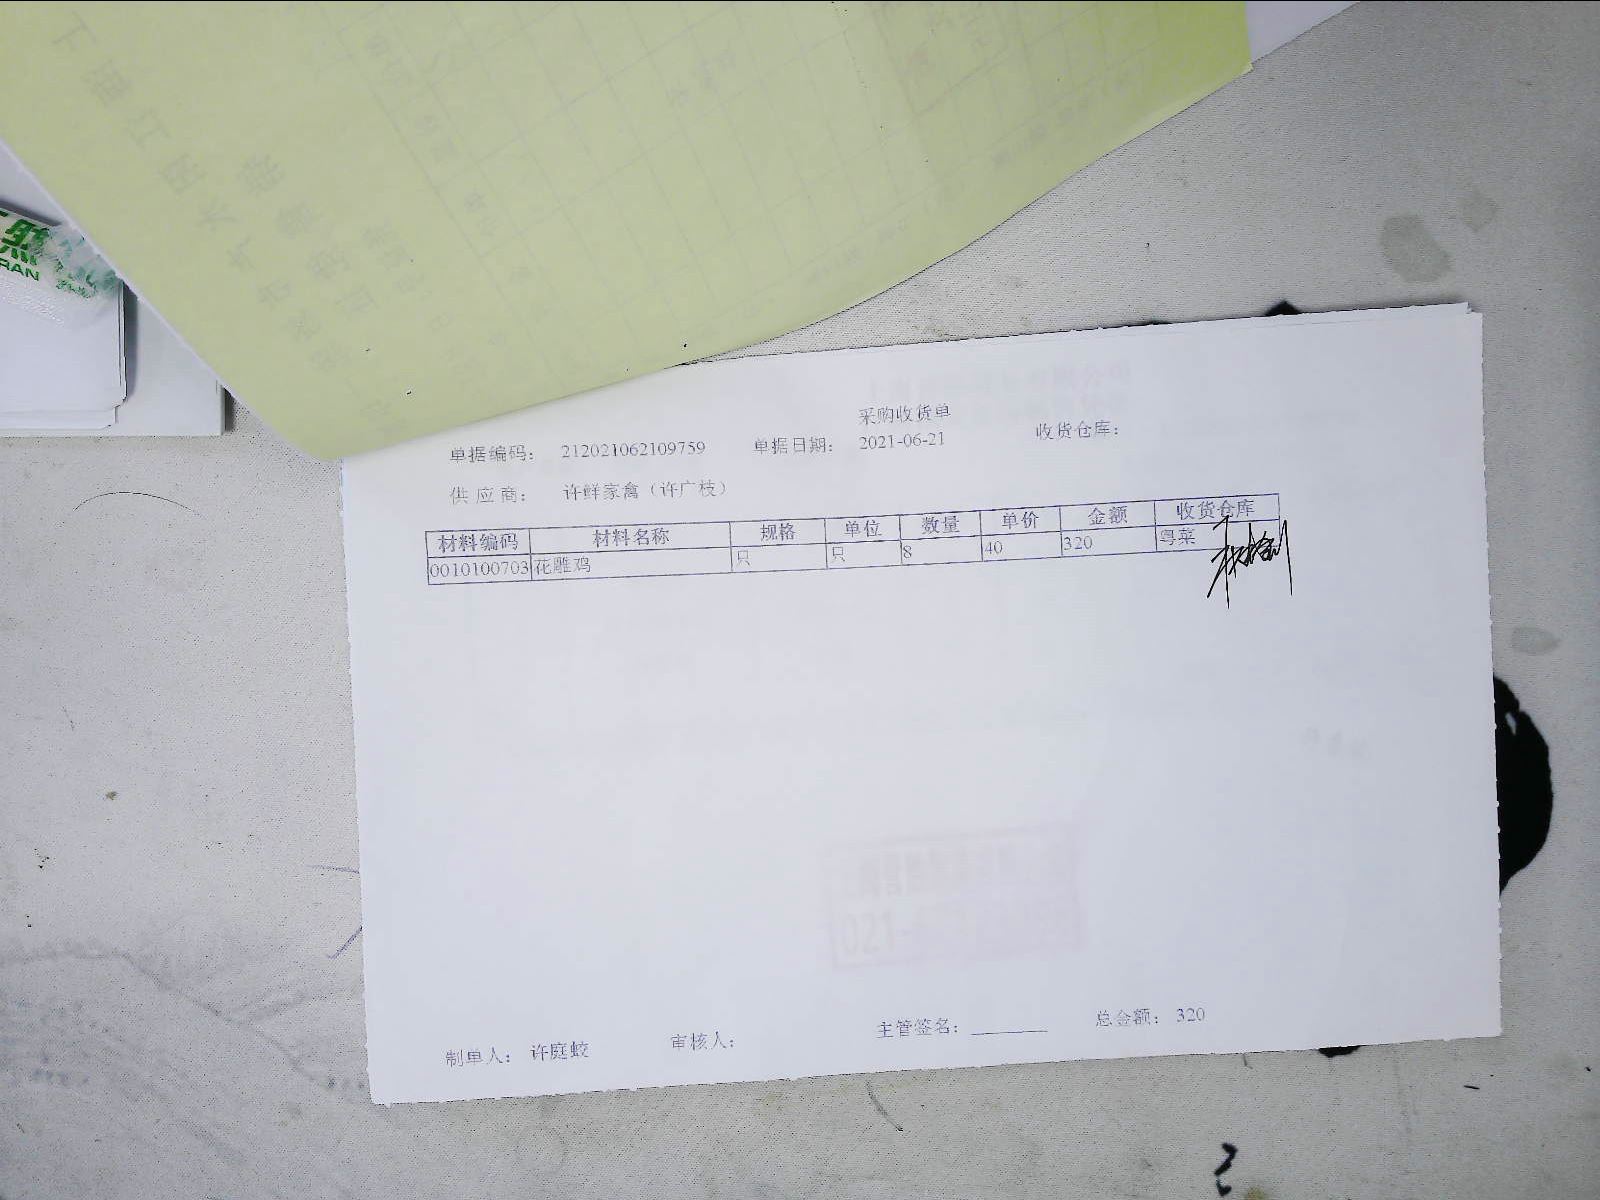 采购收货单
单据编码： 212021062109759 单据日期： 2021-06-21 收货仓库：
供应商： 许鲜家禽（许广枝）
材料编码 材料名称 规格 单位 数量 单价 金额 收货仓库
0010100703 花雕鸡 只 只 8 40 320 粤菜
制单人： 许庭蛟 审核人： 主管签名： 总金额： 320
RAN